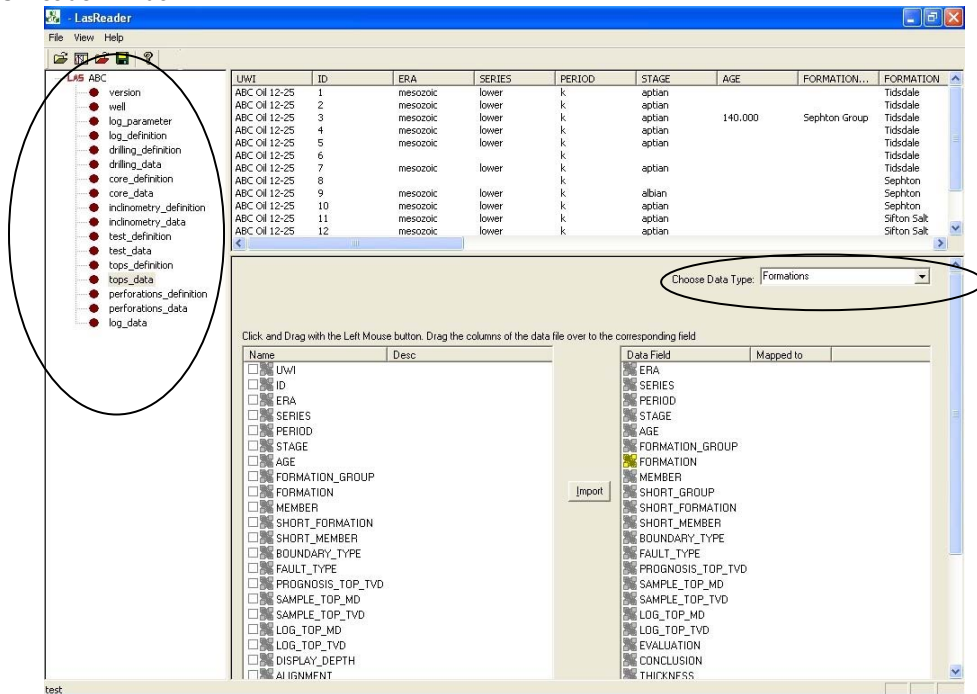 - LasReader
File View Help
LAS ABC
version
well
log_parameter
log_definition
drilling_definition
drilling_data
core_definition
core_data
inclinometry_definition
inclinometry_data
test_definition
test_data
tops_definition
tops_data
perforations_definition
perforations_data
log_data
UWI ID ERA SERIES PERIOD STAGE AGE FORMATION... FORMATION
ABC Oil 12-25 1 mesozoic lower k aptian Tidsdale
ABC Oil 12-25 2 mesozoic lower k aptian Tidsdale
ABC Oil 12-25 3 mesozoic lower k aptian 140.000 Sephton Group Tidsdale
ABC Oil 12-25 4 mesozoic lower k aptian Tidsdale
ABC Oil 12-25 5 mesozoic lower k aptian Tidsdale
ABC Oil 12-25 6 k Tidsdale
ABC Oil 12-25 7 mesozoic lower k aptian Tidsdale
ABC Oil 12-25 8 k Sephton
ABC Oil 12-25 9 mesozoic lower k albian Sephton
ABC Oil 12-25 10 mesozoic lower k aptian Sephton
ABC Oil 12-25 11 mesozoic lower k aptian Sifton Salt
ABC Oil 12-25 12 mesozoic lower k aptian Sifton Salt
Choose Data Type: Formations
Click and Drag with the Left Mouse button. Drag the columns of the data file over to the corresponding field
Name Desc
UWI
ID
ERA
SERIES
PERIOD
STAGE
AGE
FORMATION_GROUP
FORMATION
MEMBER
SHORT_FORMATION
SHORT_MEMBER
BOUNDARY_TYPE
FAULT_TYPE
PROGNOSIS_TOP_TVD
SAMPLE_TOP_MD
SAMPLE_TOP_TVD
LOG_TOP_MD
LOG_TOP_TVD
DISPLAY_DEPTH
ALIGNMENT
Import
Data Field Mapped to
ERA
SERIES
PERIOD
STAGE
AGE
FORMATION_GROUP
FORMATION
MEMBER
SHORT_GROUP
SHORT_FORMATION
SHORT_MEMBER
BOUNDARY_TYPE
FAULT_TYPE
PROGNOSIS_TOP_TVD
SAMPLE_TOP_MD
SAMPLE_TOP_TVD
LOG_TOP_MD
LOG_TOP_TVD
EVALUATION
CONCLUSION
THICKNESS
test